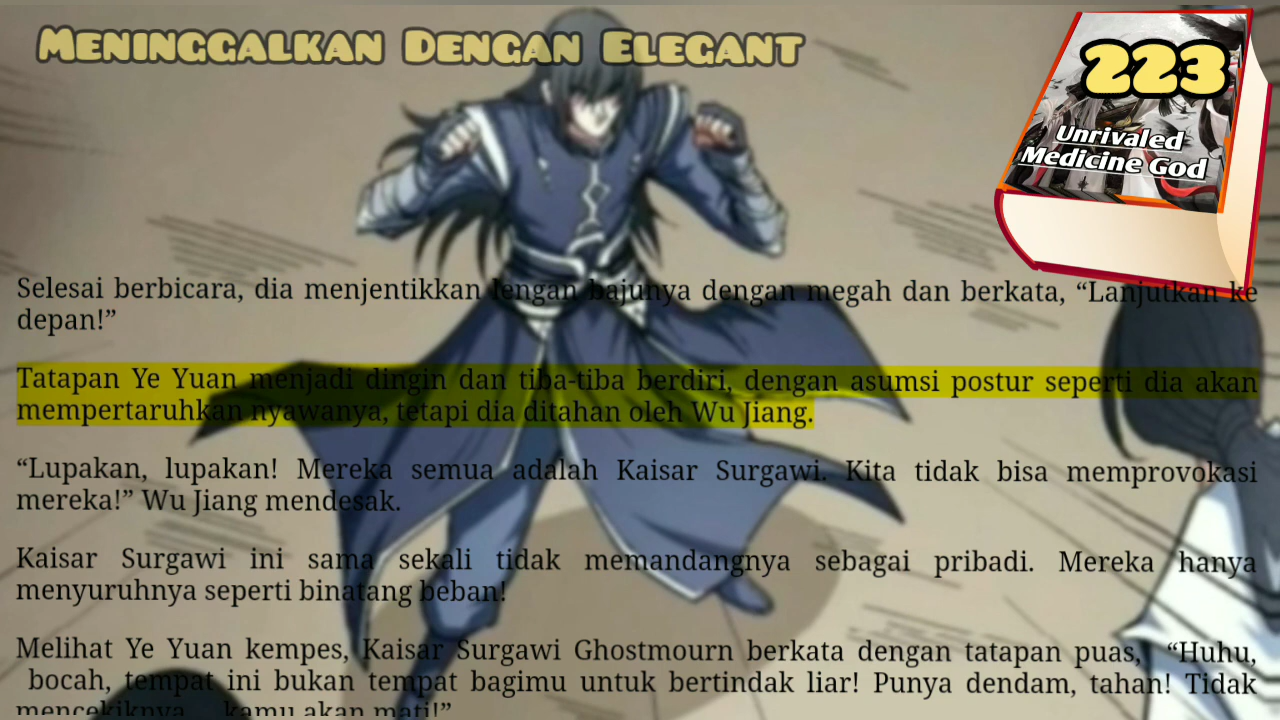 Meninggalkan Dengan Elegant
223
Unrivaled
Medicine God
Selesai berbicara, dia menjentikkan lengan bajunya dengan megah dan berkata, “Lanjutkan ke
depan!”
Tatapan Ye Yuan menjadi dingin dan tiba-tiba berdiri, dengan asumsi postur seperti dia akan
mempertaruhkan nyawanya, tetapi dia ditahan oleh Wu Jiang.
“Lupakan, lupakan! Mereka semua adalah Kaisar Surgawi. Kita tidak bisa memprovokasi
mereka!” Wu Jiang mendesak.
Kaisar Surgawi ini sama sekali tidak memandangnya sebagai pribadi. Mereka hanya
menyuruhnya seperti binatang beban!
Melihat Ye Yuan kempes, Kaisar Surgawi Ghostmourn berkata dengan tatapan puas, “Huhu,
bocah, tempat ini bukan tempat bagimu untuk bertindak liar! Punya dendam, tahan! Tidak
mencekiknya … kamu akan mati!”